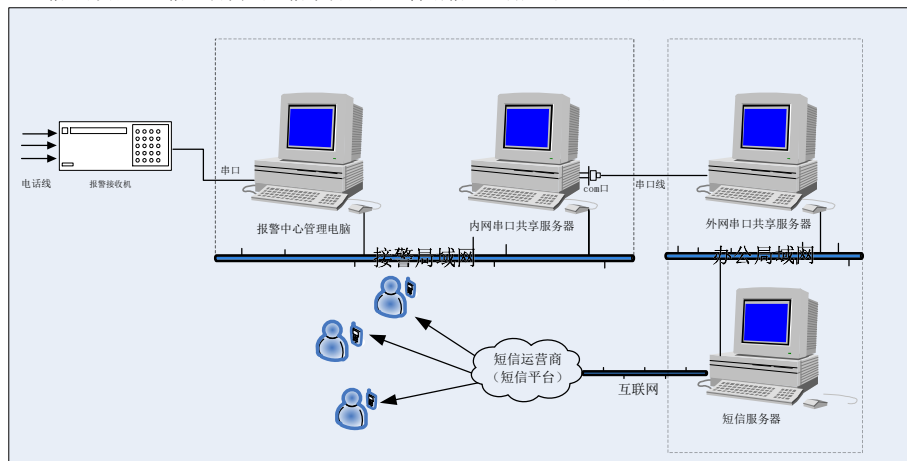 电话线
报警接收机
串口
报警中心管理电脑
内网串口共享服务器
com口
串口线
外网串口共享服务器
接警局域网
办公局域网
短信运营商
（短信平台）
互联网
短信服务器